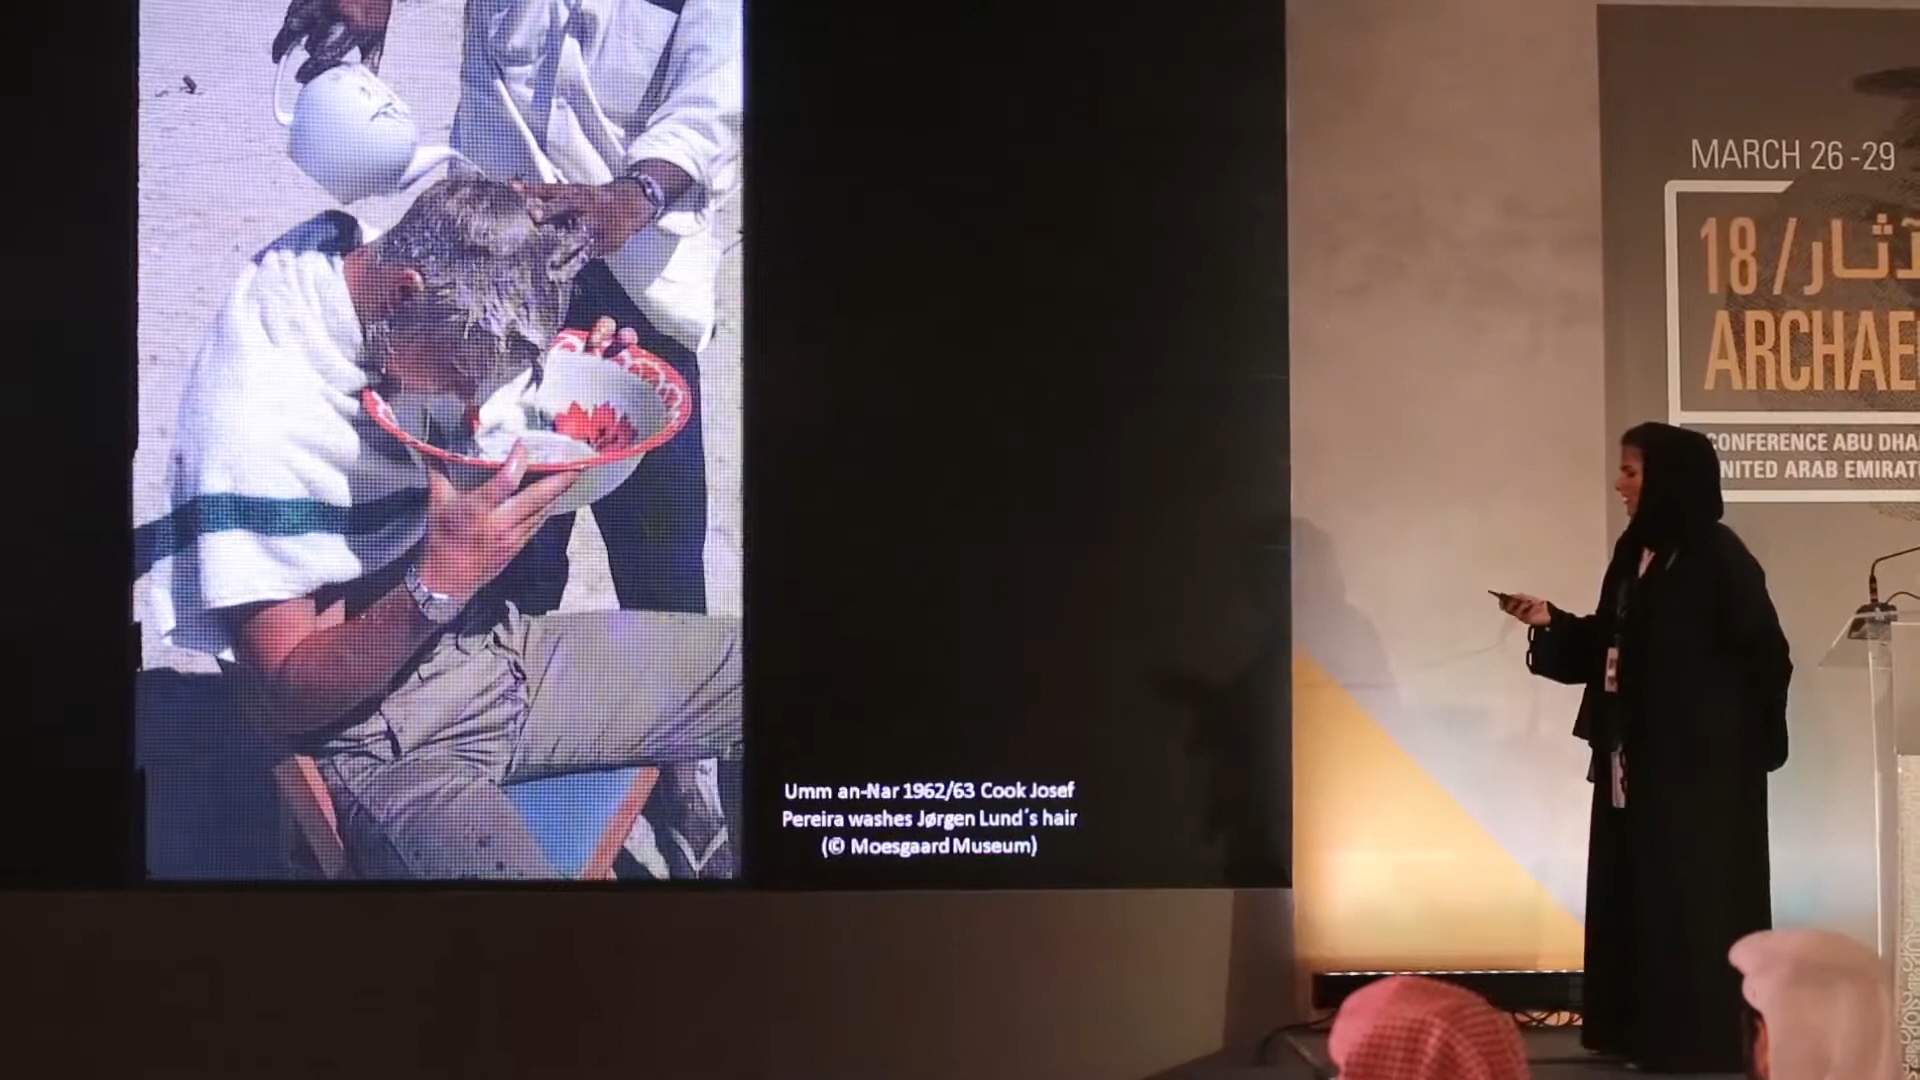 Umm an-Nar 1962/63 Cook Josef
Pereira washes Jørgen Lund´s hair
(© Moesgaard Museum)
MARCH 26 -29
18 /
ARCHAE
CONFERENCE ABU DHA
UNITED ARAB EMIRAT